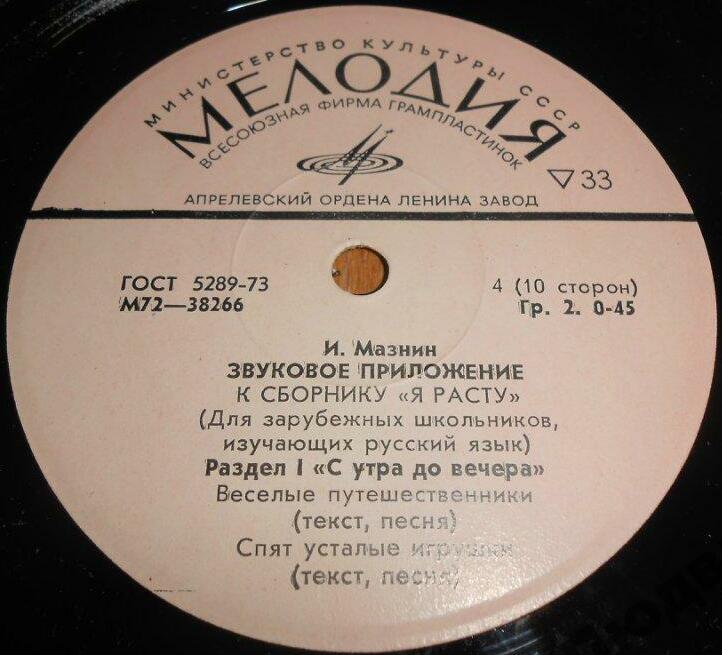 МИНИСТЕРСТВО КУЛЬТУРЫ СССР
МЕЛОДИЯ
ВСЕСОЮЗНАЯ ФИРМА ГРАМПЛАСТИНОК
33
АПРЕЛЕВСКИЙ ОРДЕНА ЛЕНИНА ЗАВОД
ГОСТ 5289-73
4 (10 сторон)
М72—38266
Гр. 2. 0-45
И. Мазнин
ЗВУКОВОЕ ПРИЛОЖЕНИЕ
К СБОРНИКУ «Я РАСТУ»
(Для зарубежных школьников,
изучающих русский язык)
Раздел I «С утра до вечера»
Веселые путешественники
(текст, песня)
Спят усталые игрушки
(текст, песня)